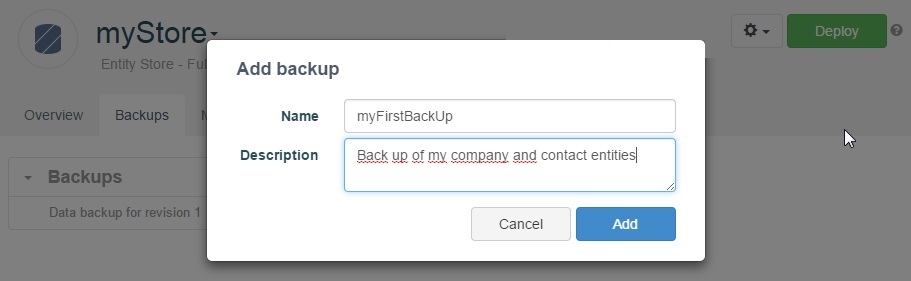 myStore
Deploy
Entity Store - Ful
Overview
Backups
Backups
Data backup for revision 1
Add backup
Name
myFirstBackUp
Description
Back up of my company and contact entities
Cancel
Add